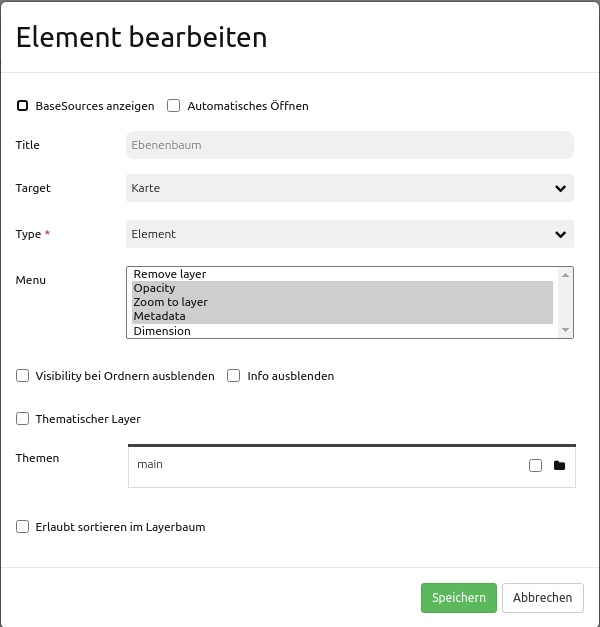 Element bearbeiten
BaseSources anzeigen Automatisches Öffnen
Title Ebenenbaum
Target Karte
Type * Element
Menu Remove layer
Opacity
Zoom to layer
Metadata
Dimension
Visibility bei Ordnern ausblenden Info ausblenden
Thematischer Layer
Themen main
Erlaubt sortieren im Layerbaum
Speichern Abbrechen